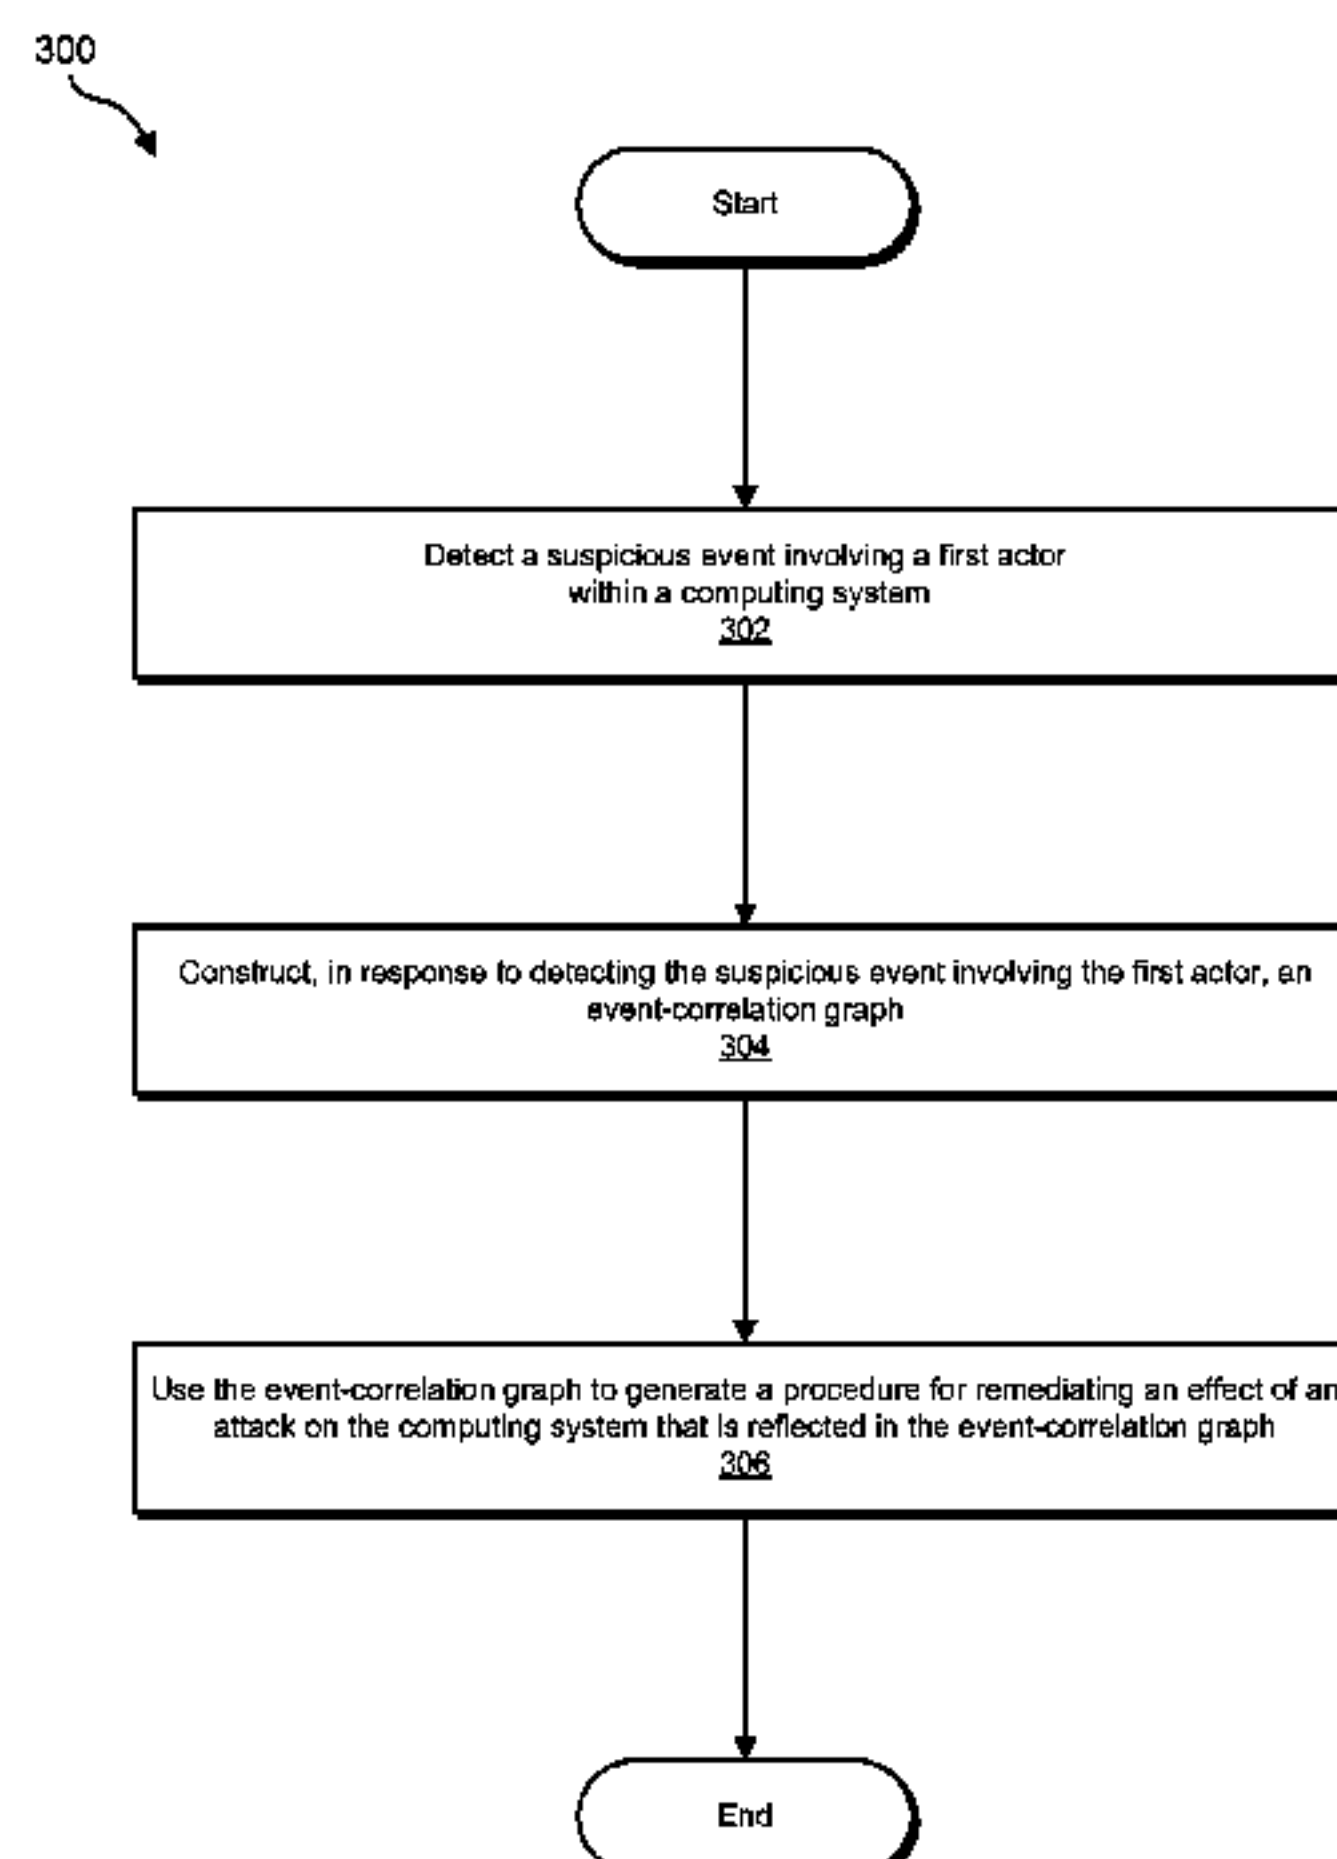 300
Start
Detect a suspicious event involving a first actor
within a computing system
302
Construct, in response to detecting the suspicious event involving the first actor, an
event-correlation graph
304
Use the event-correlation graph to generate a procedure for remediating an effect of an
attack on the computing system that is reflected in the event-correlation graph
306
End